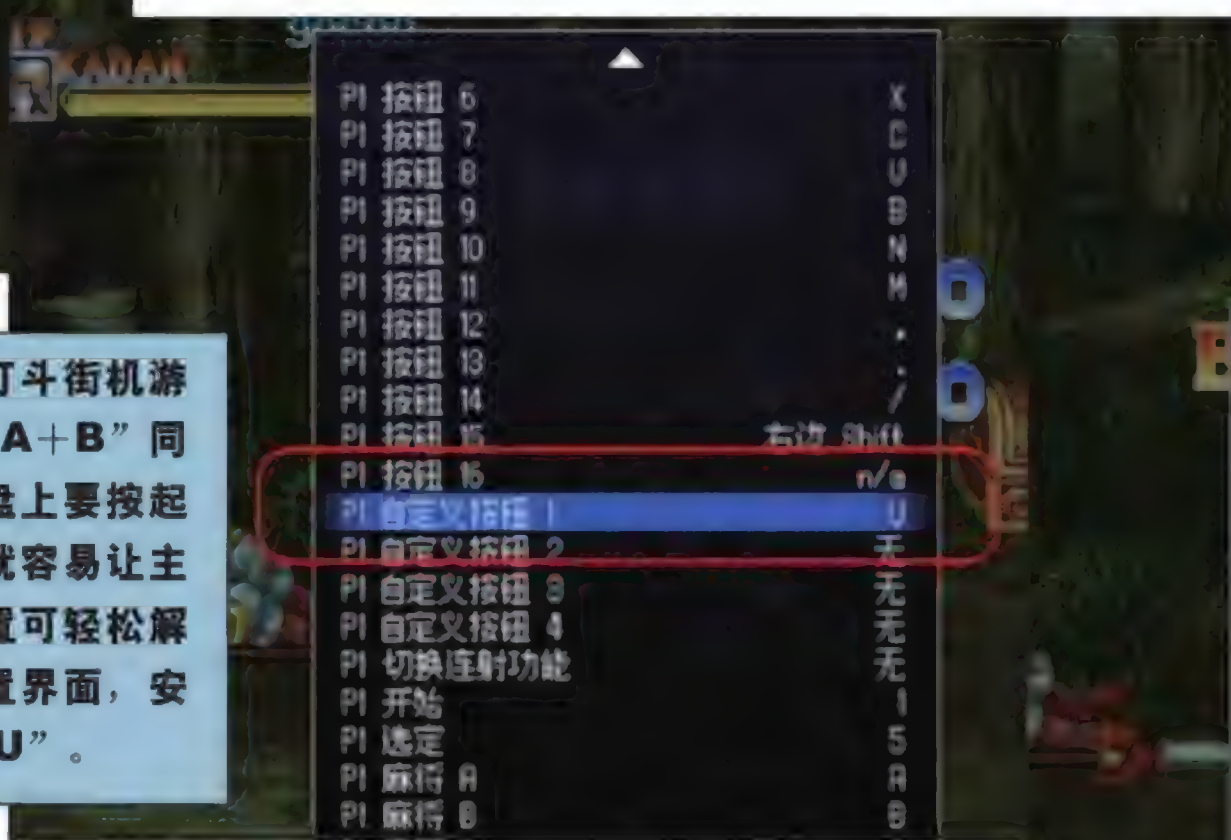 KADAN
P1 按钮 6 X
P1 按钮 7 C
P1 按钮 8 V
P1 按钮 9 B
P1 按钮 10 N
P1 按钮 11 M
P1 按钮 12 ,
P1 按钮 13 .
P1 按钮 14 /
P1 按钮 15 右边 Shift
P1 按钮 16 n/a
P1 自定义按钮 1 U
P1 自定义按钮 2 无
P1 自定义按钮 3 无
P1 自定义按钮 4 无
P1 切换连射功能 无
P1 开始 1
P1 选定 5
P1 麻将 A A
P1 麻将 B B
打斗街机游
A+B” 同
盘上要按起
就容易让主
置可轻松解
置界面，安
U”。